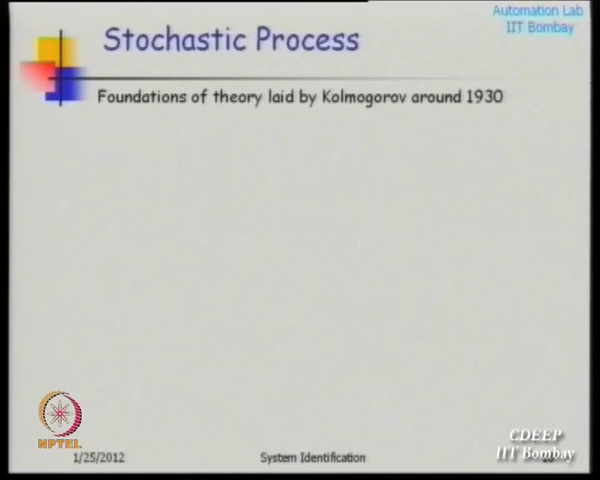 Automation Lab
IIT Bombay
Stochastic Process
Foundations of theory laid by Kolmogorov around 1930
NPTEL
1/25/2012
System Identification
CDEEP
IIT Bombay